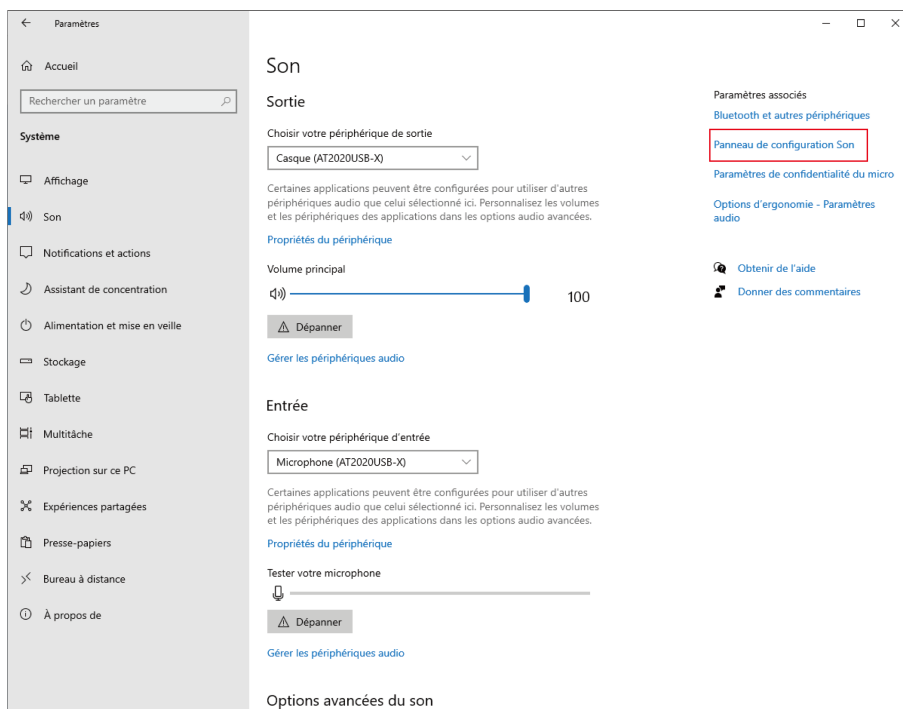 Paramètres
Accueil
Rechercher un paramètre
Système
Affichage
Son
Notifications et actions
Assistant de concentration
Alimentation et mise en veille
Stockage
Tablette
Multitâche
Projection sur ce PC
Expériences partagées
Presse-papiers
Bureau à distance
À propos de
Son
Sortie
Choisir votre périphérique de sortie
Casque (AT2020USB-X)
Certaines applications peuvent être configurées pour utiliser d'autres
périphériques audio que celui sélectionné ici. Personnalisez les volumes
et les périphériques des applications dans les options audio avancées.
Propriétés du périphérique
Volume principal
100
Dépanner
Gérer les périphériques audio
Entrée
Choisir votre périphérique d'entrée
Microphone (AT2020USB-X)
Certaines applications peuvent être configurées pour utiliser d'autres
périphériques audio que celui sélectionné ici. Personnalisez les volumes
et les périphériques des applications dans les options audio avancées.
Propriétés du périphérique
Tester votre microphone
Dépanner
Gérer les périphériques audio
Options avancées du son
Paramètres associés
Bluetooth et autres périphériques
Panneau de configuration Son
Paramètres de confidentialité du micro
Options d'ergonomie - Paramètres
audio
Obtenir de l'aide
Donner des commentaires